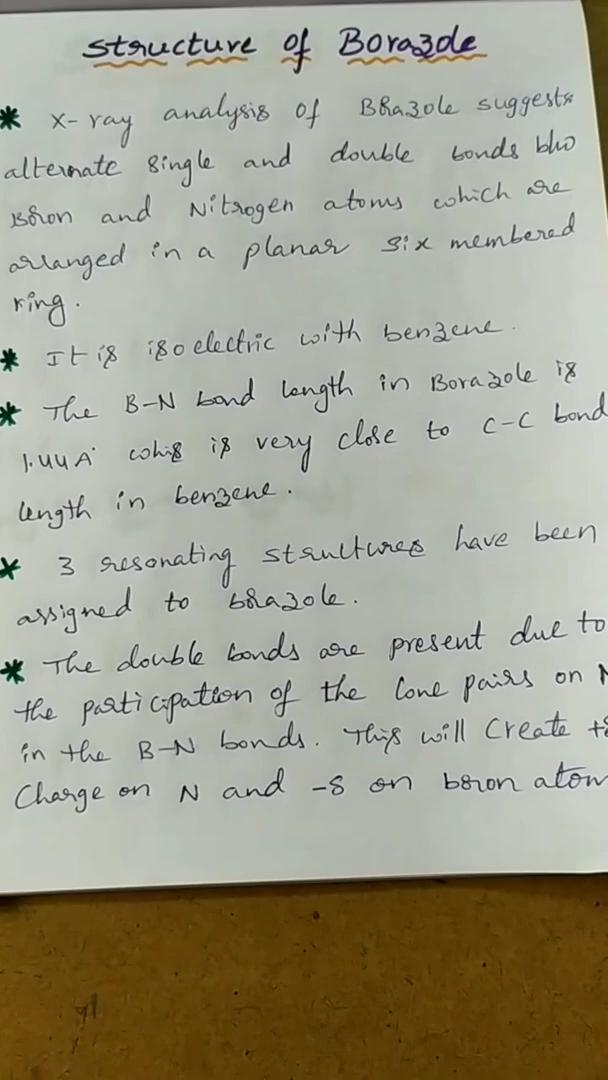 Structure of Borazole
* X-ray analysis of Borazole suggests
alternate single and double bonds b/w
Boron and Nitrogen atoms which are
arranged in a planar six membered
ring.
* It is isoelectric with benzene.
* The B-N bond length in Borazole is
1.44A° whis is very close to C-C bond
length in benzene.
* 3 resonating structures have been
assigned to borazole.
* The double bonds are present due to
the participation of the lone pairs on N
in the B-N bonds. This will create +δ
Charge on N and -δ on boron atom